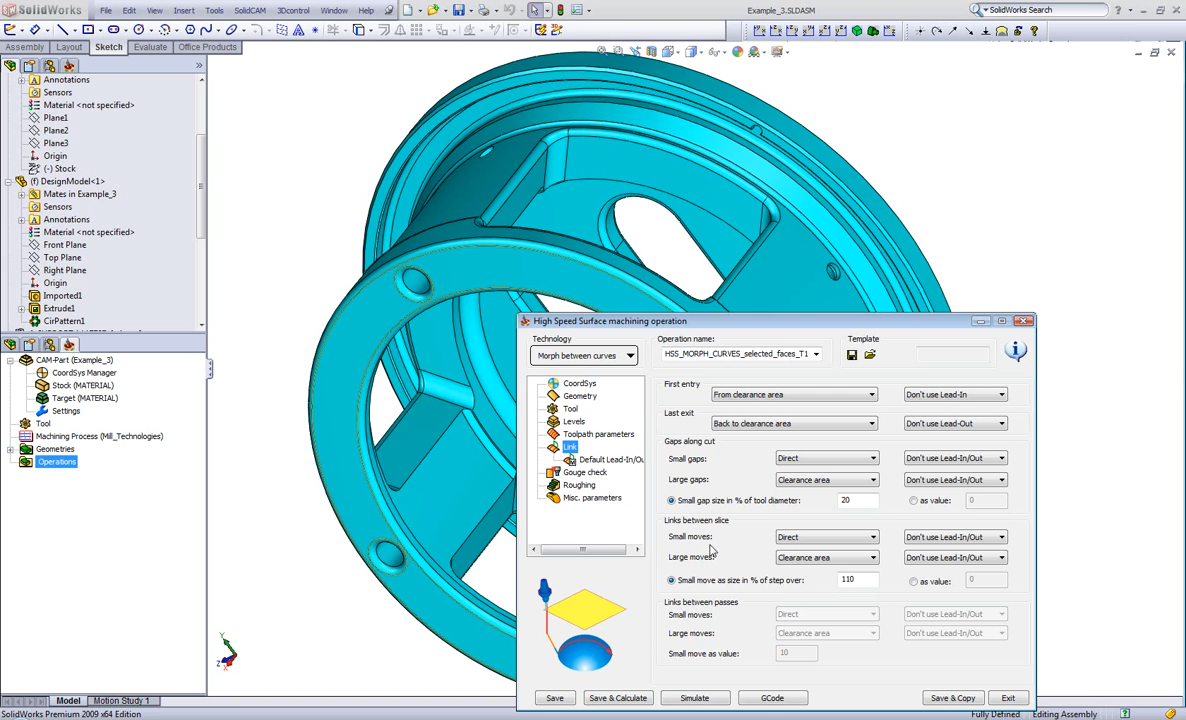 SolidWorks
File Edit View Insert Tools SolidCAM 3Dcontrol Window Help
Example_3.SLDASM
SolidWorks Search
Assembly Layout Sketch Evaluate Office Products
Annotations
Sensors
Material <not specified>
Plane1
Plane2
Plane3
Origin
(-) Stock
(f) DesignModel<1>
Mates in Example_3
Sensors
Annotations
Material <not specified>
Front Plane
Top Plane
Right Plane
Origin
Imported1
Extrude1
CirPattern1
CAM-Part (Example_3)
CoordSys Manager
Stock (MATERIAL)
Target (MATERIAL)
Settings
Tool
Machining Process (Mill_Technologies)
Geometries
Operations
High Speed Surface machining operation
Technology
Morph between curves
Operation name:
HSS_MORPH_CURVES_selected_faces_T1
Template
CoordSys
Geometry
Tool
Levels
Toolpath parameters
Link
Default Lead-In/Ou
Gouge check
Roughing
Misc. parameters
First entry
From clearance area Don't use Lead-In
Last exit
Back to clearance area Don't use Lead-Out
Gaps along cut
Small gaps: Direct Don't use Lead-In/Out
Large gaps: Clearance area Don't use Lead-In/Out
Small gap size in % of tool diameter: 20 as value: 0
Links between slice
Small moves: Direct Don't use Lead-In/Out
Large moves: Clearance area Don't use Lead-In/Out
Small move as size in % of step over: 110 as value: 0
Links between passes
Small moves: Direct Don't use Lead-In/Out
Large moves: Clearance area Don't use Lead-In/Out
Small move as value: 10
Save Save & Calculate Simulate GCode Save & Copy Exit
Y
Z
X
Model Motion Study 1
SolidWorks Premium 2009 x64 Edition
Fully Defined Editing Assembly